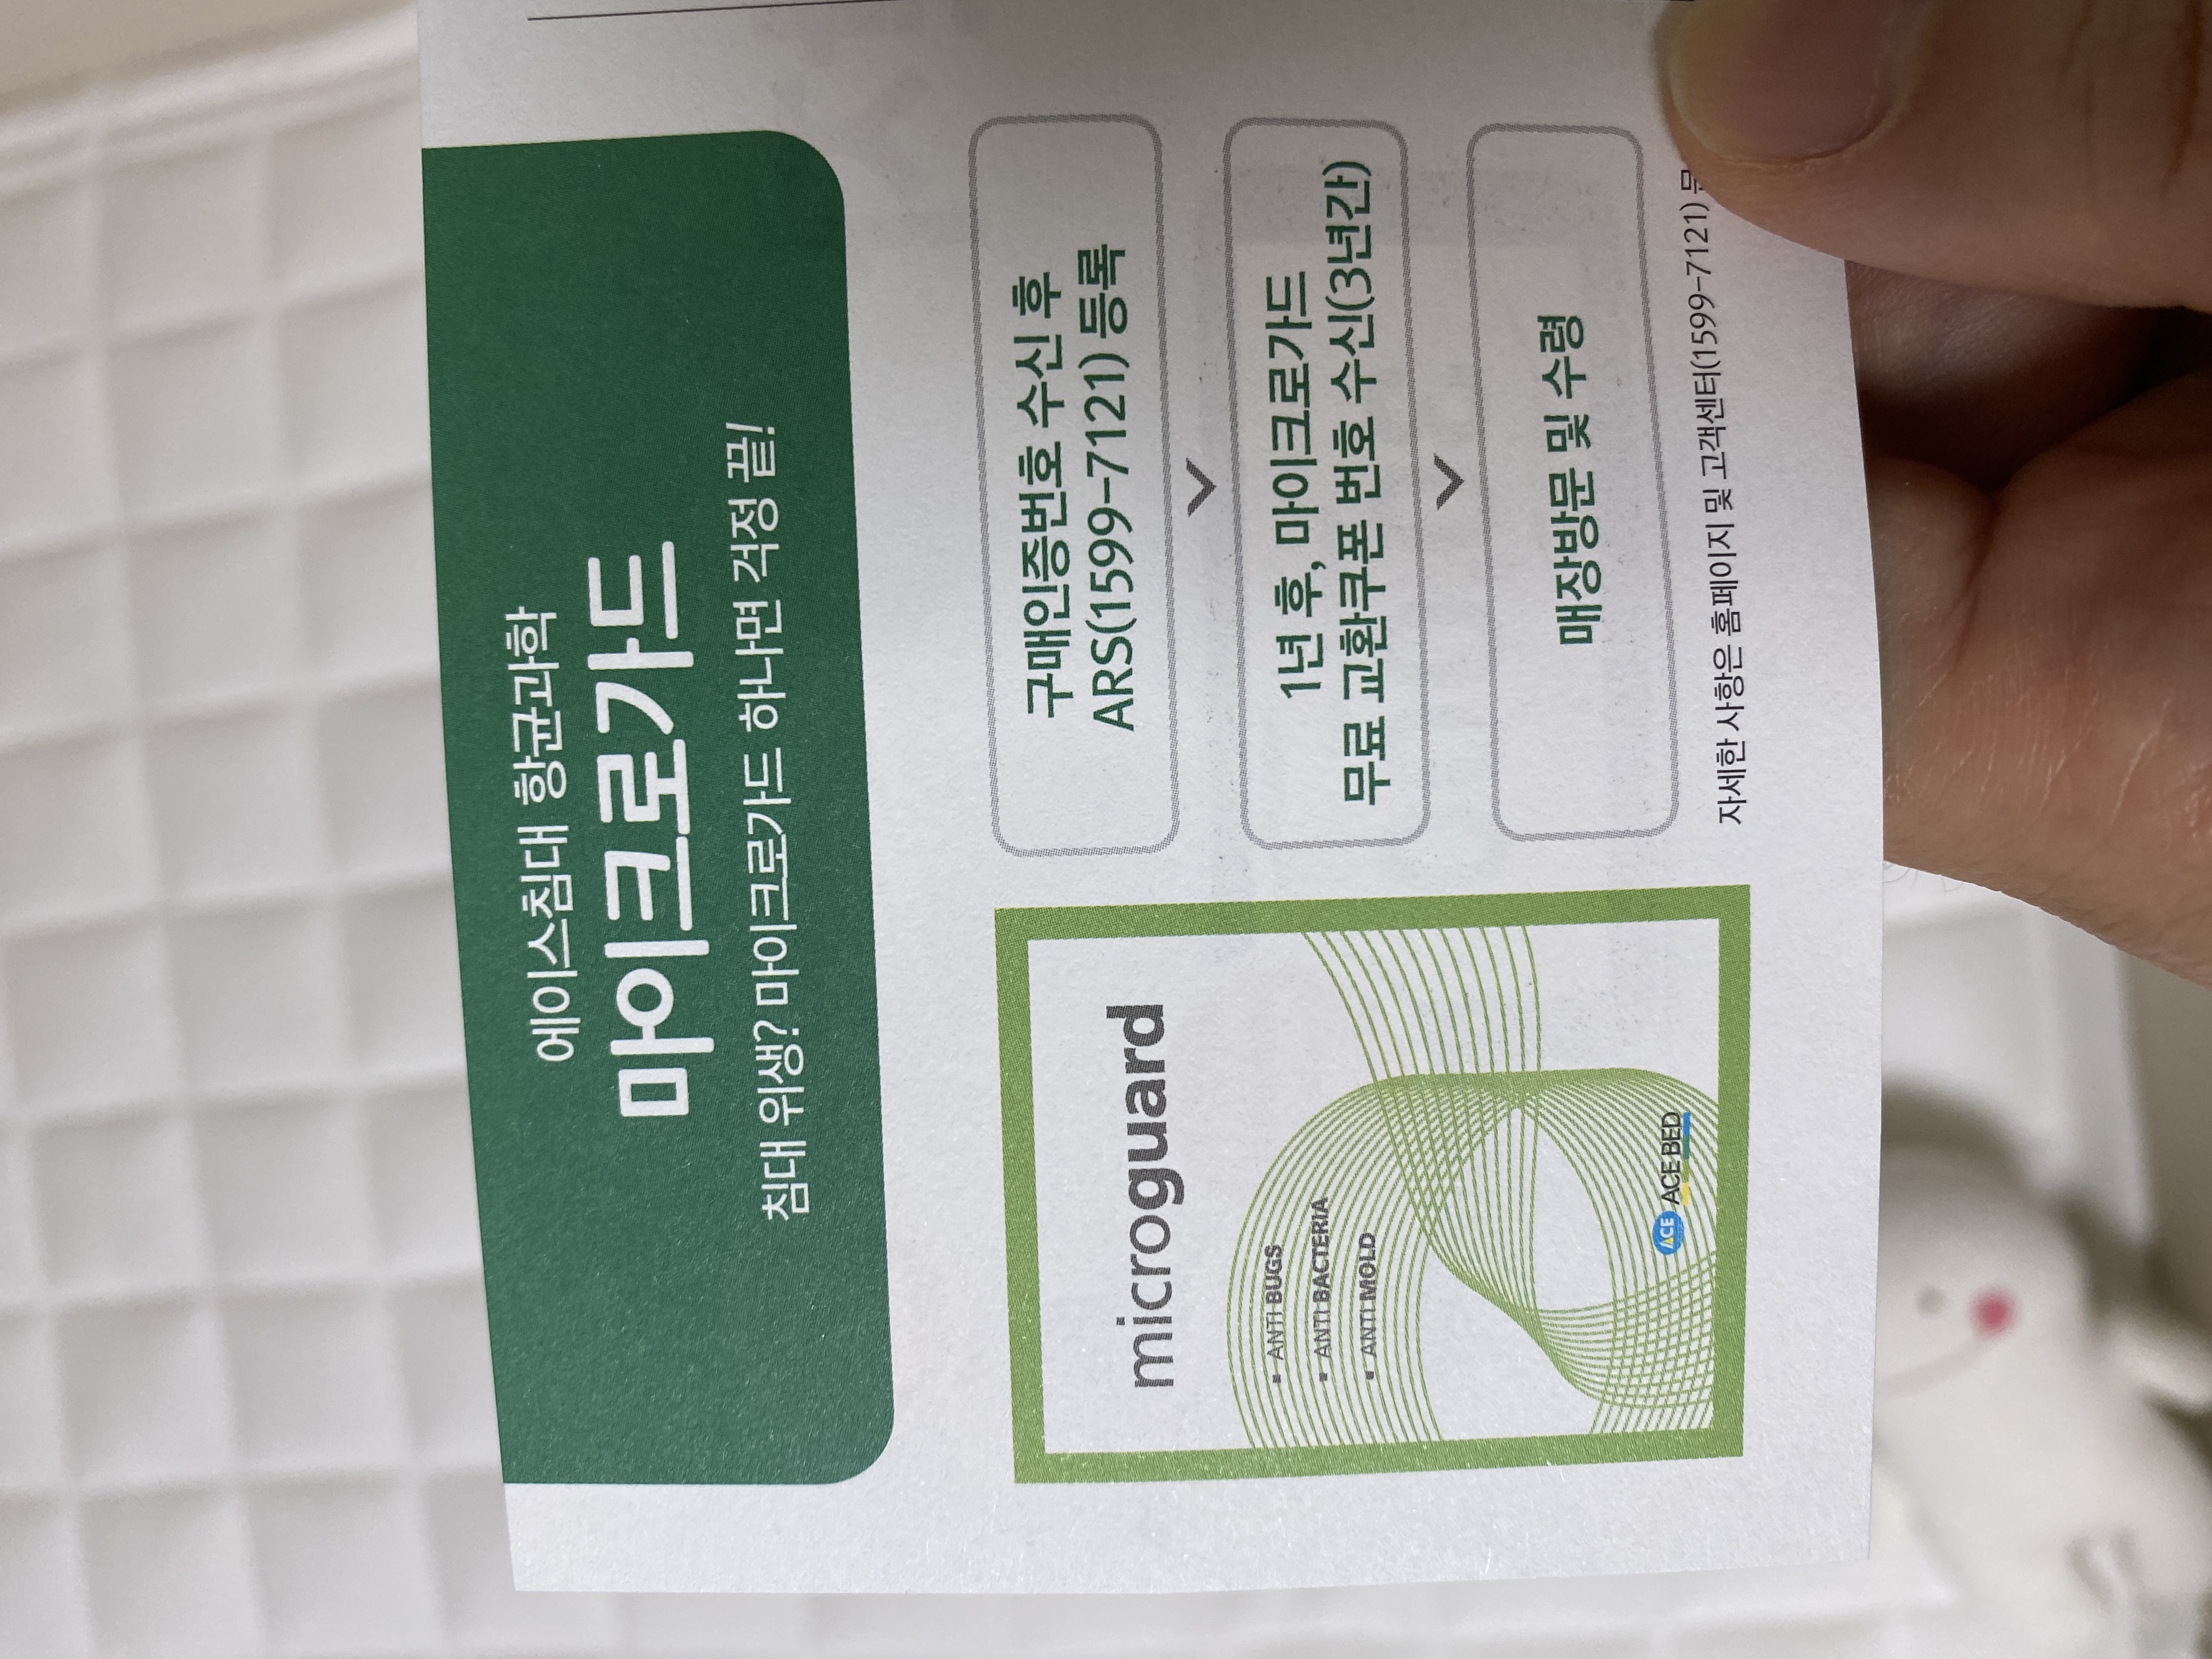 에이스침대 항균과학
마이크로가드
침대 위생? 마이크로가드 하나면 걱정 끝!
microguard
▪ ANTI BUGS
▪ ANTI BACTERIA
▪ ANTI MOLD
ACE ACE BED
구매인증번호 수신 후
ARS(1599-7121) 등록
1년 후, 마이크로가드
무료 교환쿠폰 번호 수신(3년간)
매장방문 및 수령
자세한 사항은 홈페이지 및 고객센터(1599-7121)